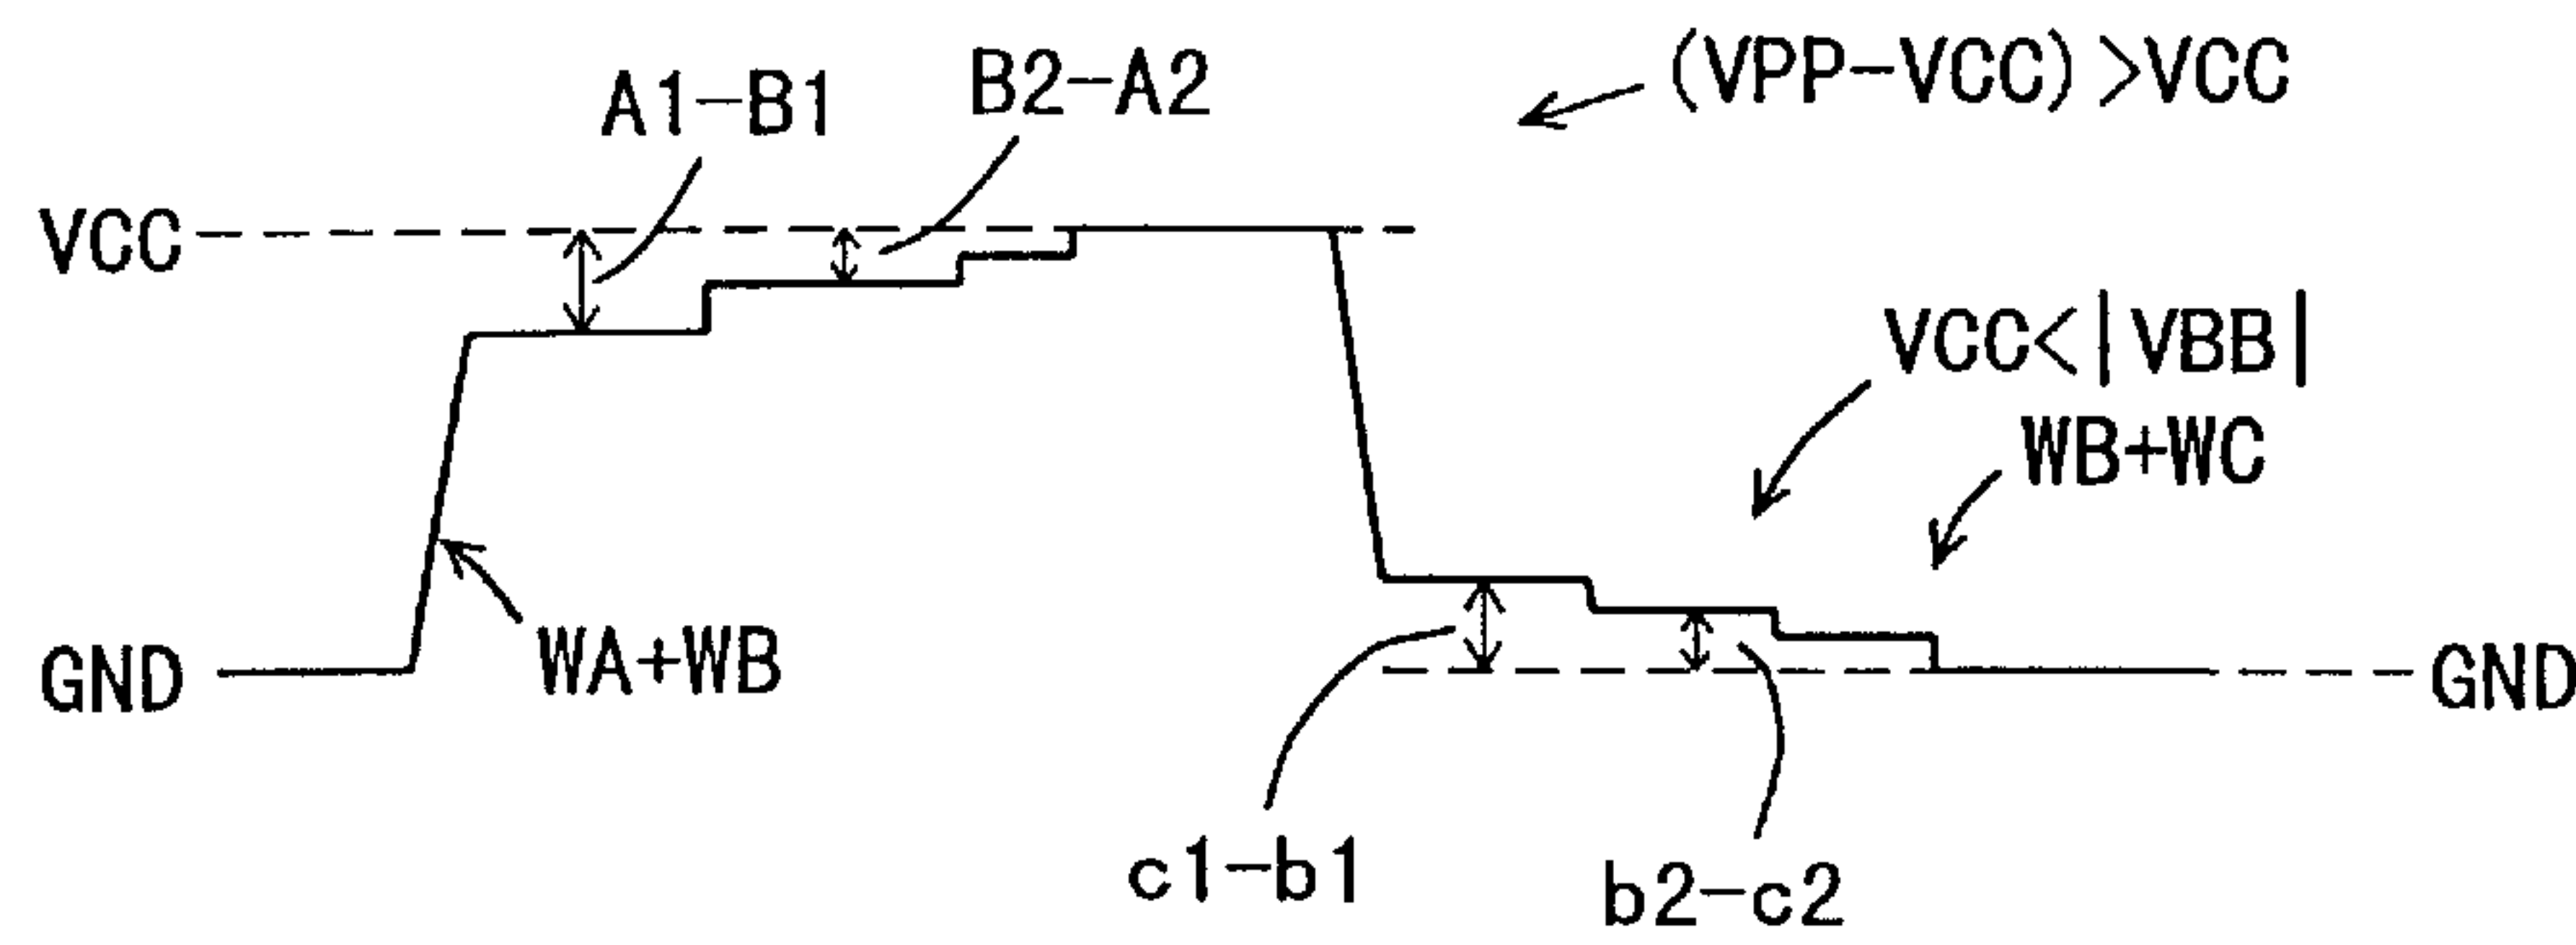 (VPP-VCC)>VCC
A1-B1
B2-A2
VCC
VCC<|VBB|
WB+WC
WA+WB
GND
GND
c1-b1
b2-c2